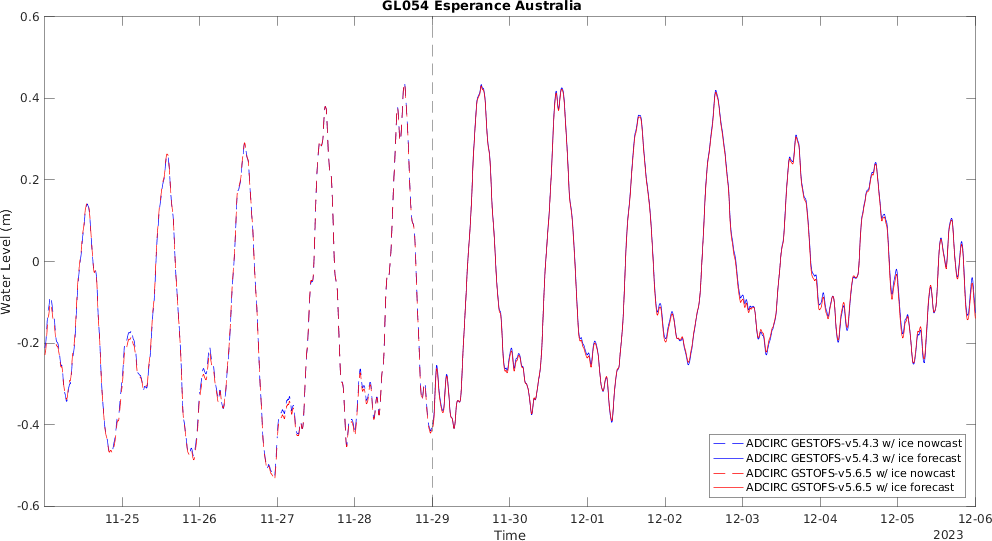 GL054 Esperance Australia
0.6
0.4
0.2
0
-0.2
-0.4
-0.6
Water Level (m)
ADCIRC GESTOFS-v5.4.3 w/ ice nowcast
ADCIRC GESTOFS-v5.4.3 w/ ice forecast
ADCIRC GSTOFS-v5.6.5 w/ ice nowcast
ADCIRC GSTOFS-v5.6.5 w/ ice forecast
11-25 11-26 11-27 11-28 11-29 11-30 12-01 12-02 12-03 12-04 12-05 12-06
Time
2023